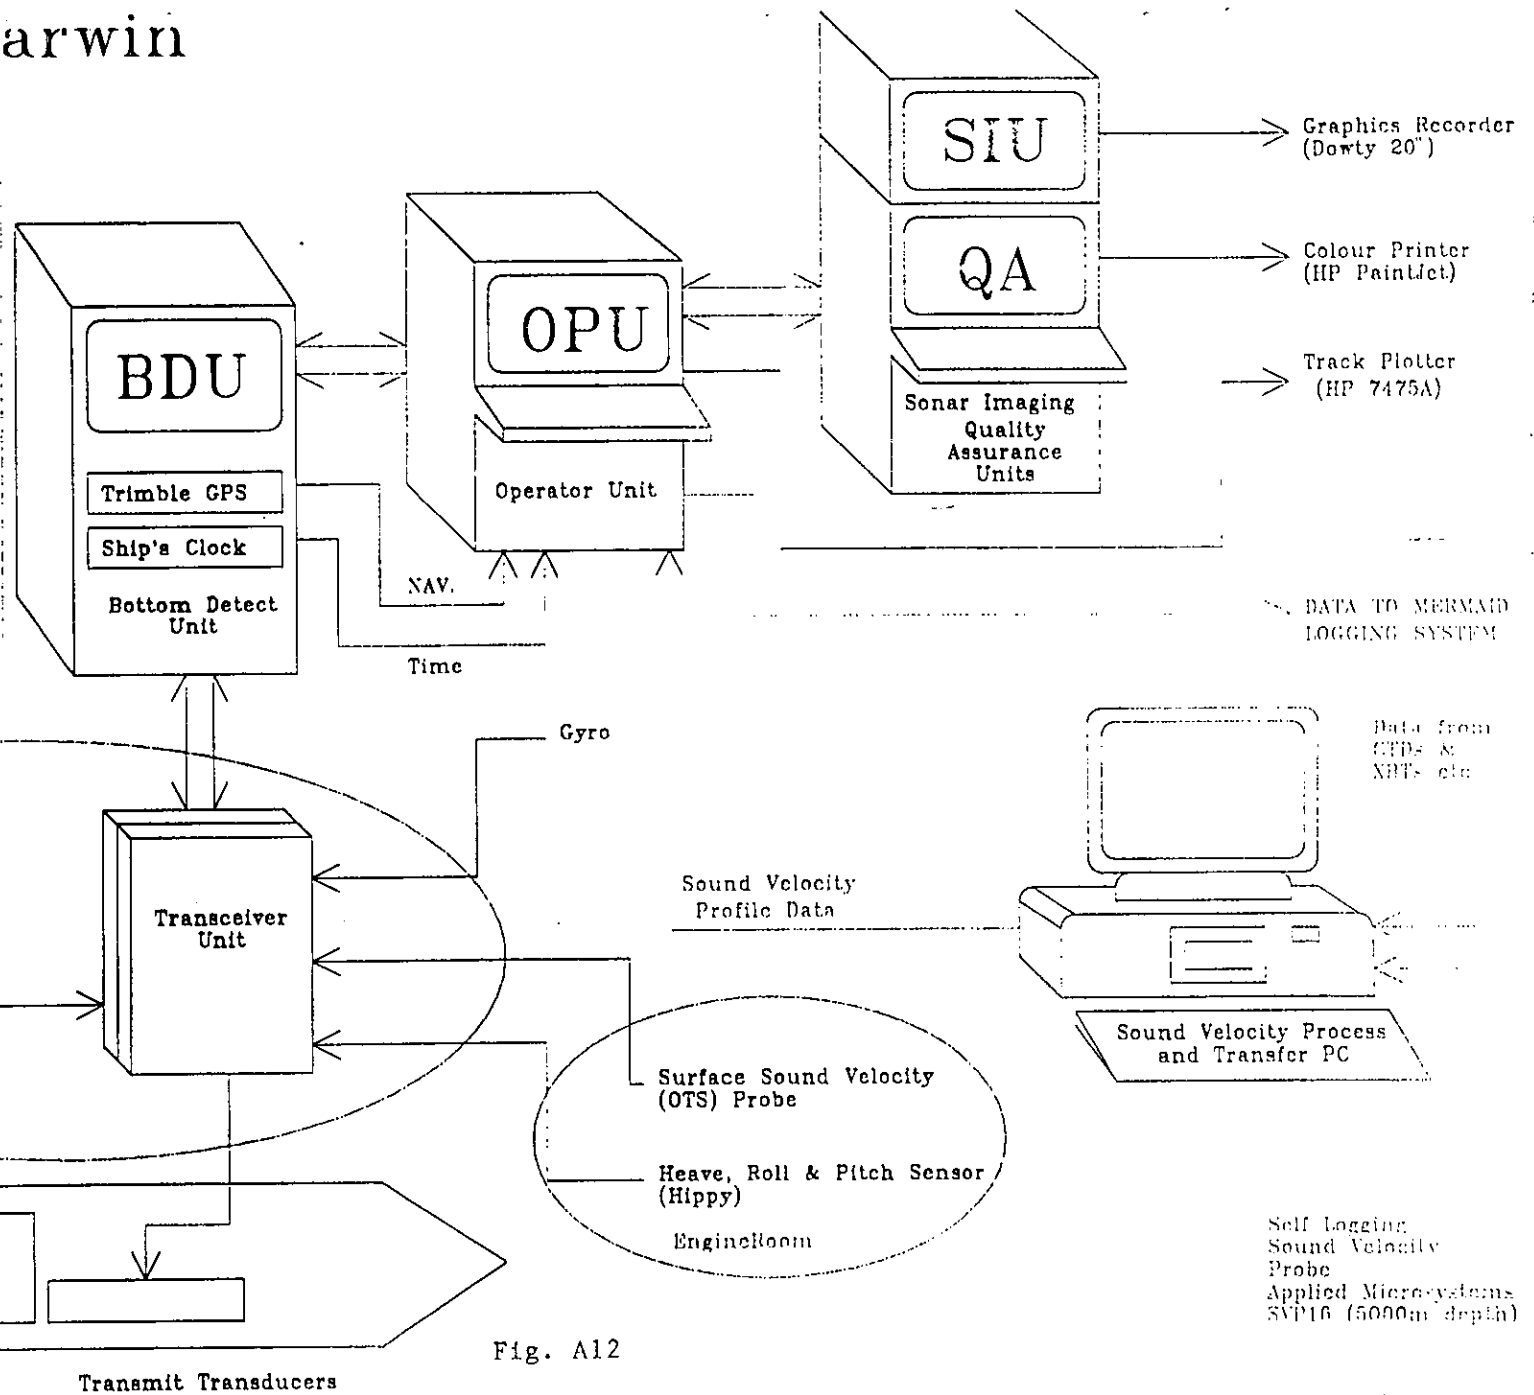 arwin
SIU
Graphics Recorder
(Dowty 20")
QA
Colour Printer
(HP PaintJet)
OPU
BDU
Track Plotter
(HP 7475A)
Sonar Imaging
Quality
Assurance
Units
Trimble GPS
Operator Unit
Ship's Clock
NAV.
Bottom Detect
Unit
Time
DATA TO MERMAID
LOGGING SYSTEM
Gyro
Data from
CTDs &
XBTs etc
Transceiver
Unit
Sound Velocity
Profile Data
Sound Velocity Process
and Transfer PC
Surface Sound Velocity
(OTS) Probe
Heave, Roll & Pitch Sensor
(Hippy)
EngineRoom
Self Logging
Sound Velocity
Probe
Applied Microsystems
SVP16 (5000m depth)
Fig. A12
Transmit Transducers